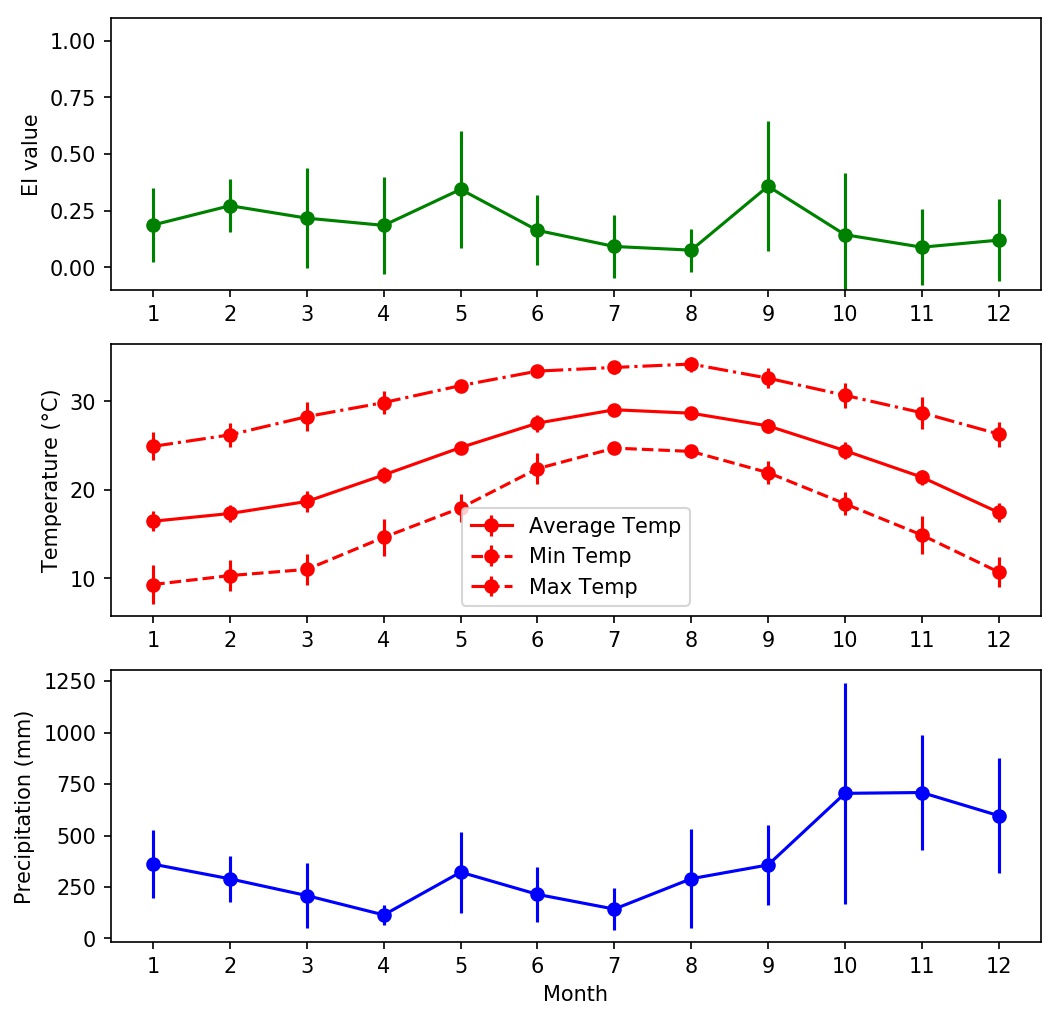 EI value
1.00
0.75
0.50
0.25
0.00
1 2 3 4 5 6 7 8 9 10 11 12
Temperature (°C)
30
20
10
Average Temp
Min Temp
Max Temp
1 2 3 4 5 6 7 8 9 10 11 12
Precipitation (mm)
1250
1000
750
500
250
0
1 2 3 4 5 6 7 8 9 10 11 12
Month